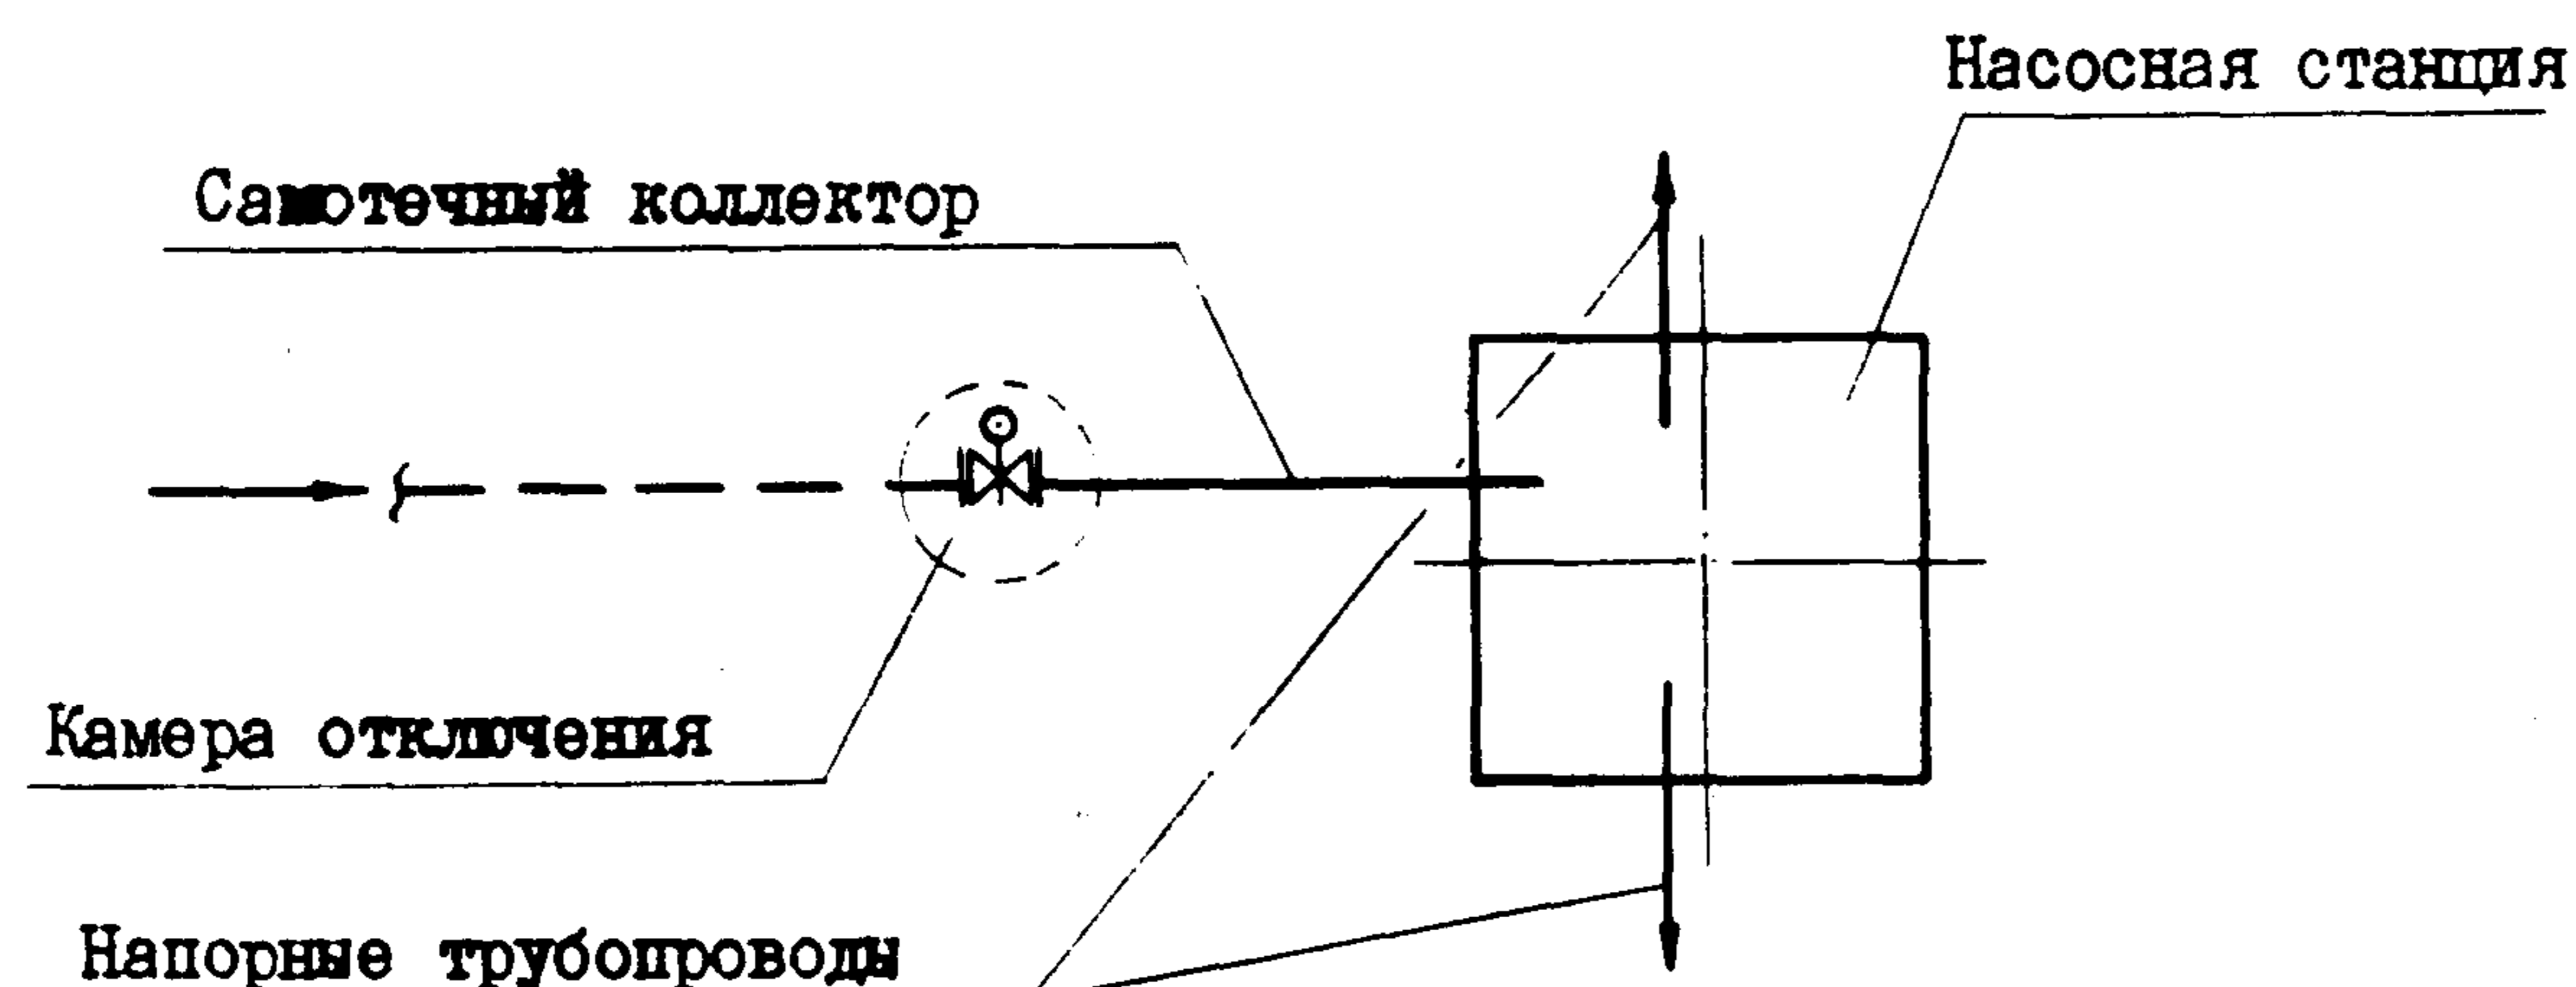 Насосная станция
Самотечный коллектор
Камера отключения
Напорные трубопроводы